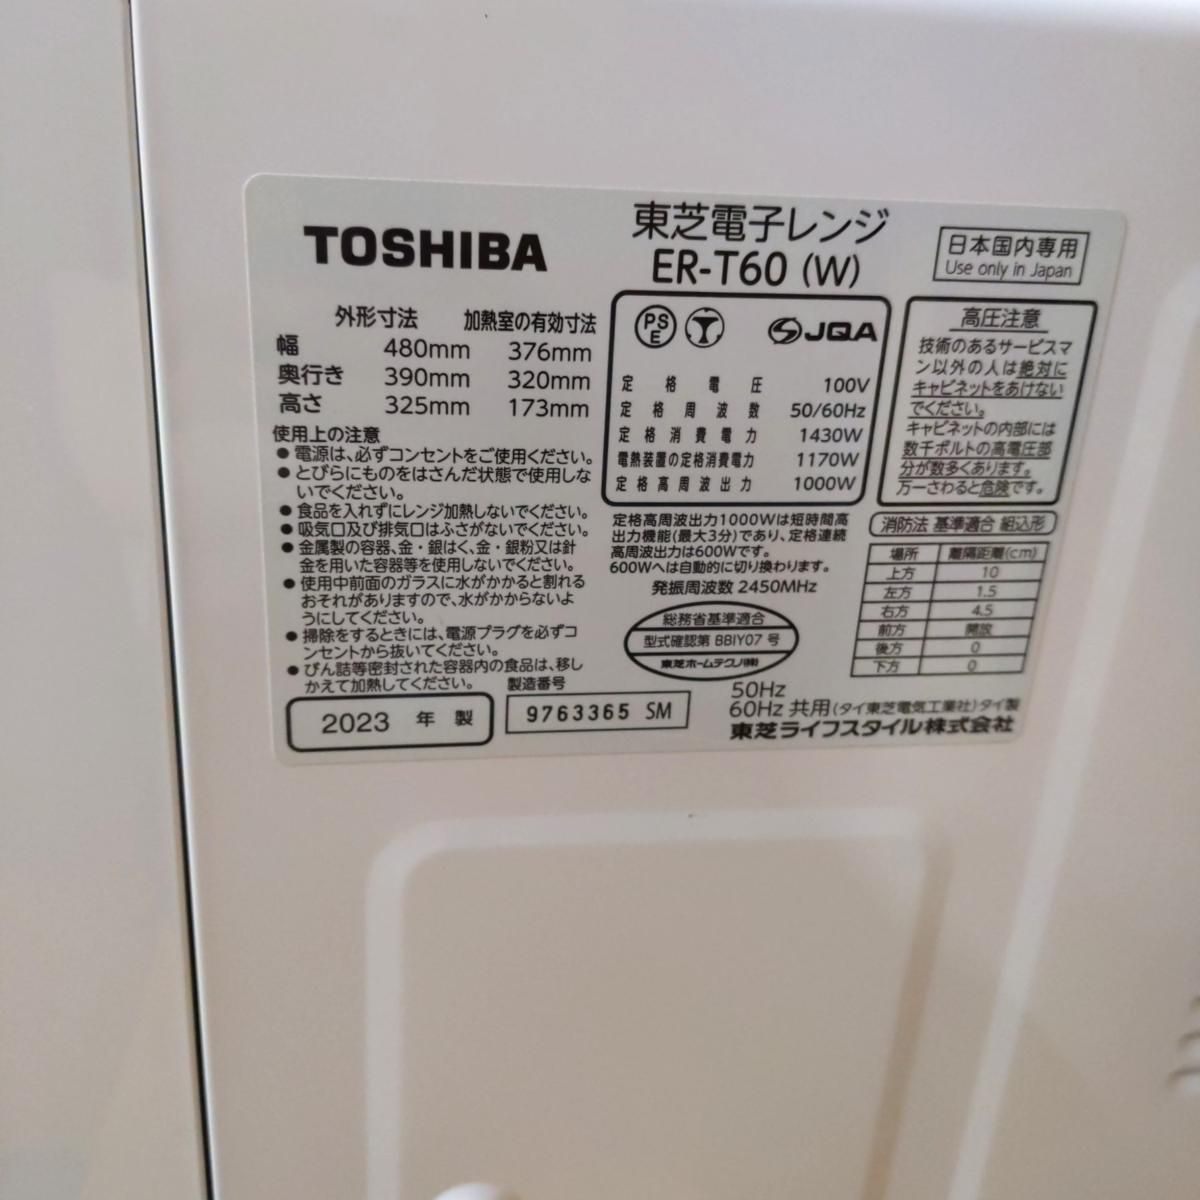 TOSHIBA
東芝電子レンジ
ER-T60 (W)
日本国内専用
Use only in Japan
外形寸法 加熱室の有効寸法
幅 480mm 376mm
奥行き 390mm 320mm
高さ 325mm 173mm
使用上の注意
●電源は、必ずコンセントをご使用ください。
●とびらにものをはさんだ状態で使用しな
いでください。
●食品を入れずにレンジ加熱しないでください。
●吸気口及び排気口はふさがないでください。
●金属製の容器、金・銀はく、金・銀粉又は針
金を用いた容器等を使用しないでください。
●使用中前面のガラスに水がかかると割れる
おそれがありますので、水がかからないよ
うにしてください。
●掃除をするときには、電源プラグを必ずコ
ンセントから抜いてください。
●びん詰等密封された容器内の食品は、移し
かえて加熱してください。
2023 年 製
製造番号
9763365 SM
PS
E
JQA
定格電圧 100V
定格周波数 50/60Hz
定格消費電力 1430W
電熱装置の定格消費電力 1170W
定格高周波出力 1000W
定格高周波出力1000Wは短時間高
出力機能(最大3分)であり、定格連続
高周波出力は600Wです。
600Wへは自動的に切り換わります。
発振周波数 2450MHz
総務省基準適合
型式確認第 BBIY07 号
東芝ホームテクノ(株)
50Hz
60Hz 共用 (タイ東芝電気工業社) タイ製
東芝ライフスタイル株式会社
高圧注意
技術のあるサービスマ
ン以外の人は絶対に
キャビネットをあけない
でください。
キャビネットの内部には
数千ボルトの高電圧部
分が数多くあります。
万一さわると危険です。
消防法 基準適合 組込形
場所 離隔距離(cm)
上方 10
左方 1.5
右方 4.5
前方 開放
後方 0
下方 0